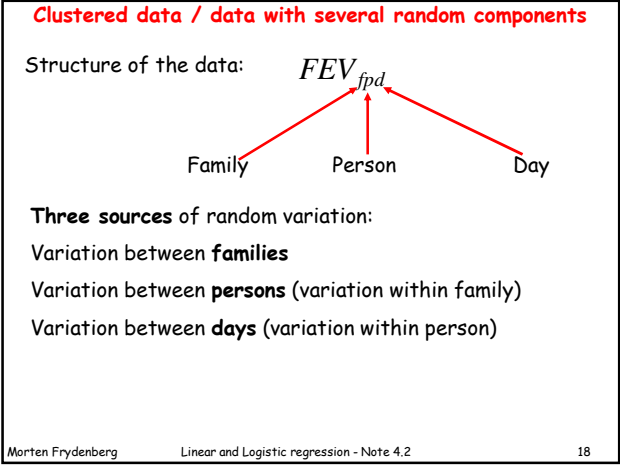 Clustered data / data with several random components
Structure of the data: FEV_fpd
Family Person Day
Three sources of random variation:
Variation between families
Variation between persons (variation within family)
Variation between days (variation within person)
Morten Frydenberg Linear and Logistic regression - Note 4.2 18